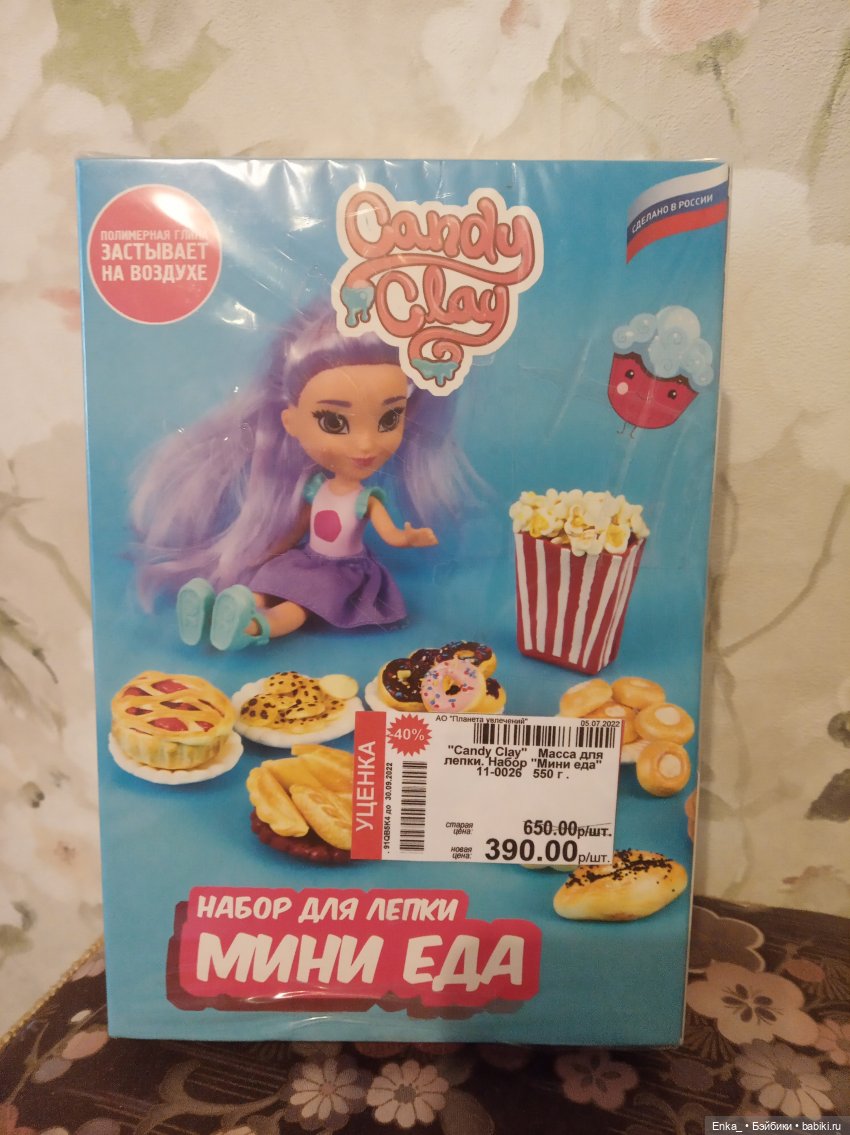 ПОЛИМЕРНАЯ ГЛИНА
ЗАСТЫВАЕТ
НА ВОЗДУХЕ
Candy
Clay
СДЕЛАНО В РОССИИ
УЦЕНКА
-40%
. 91QB5K4 до 30.09.2022
АО "Планета увлечений" 05.07.2022
"Candy Clay" Масса для
лепки. Набор "Мини еда"
11-0026 550 г .
старая
цена: 650.00р/шт.
новая
цена: 390.00р/шт.
НАБОР ДЛЯ ЛЕПКИ
МИНИ ЕДА
Enka_ • Бэйбики • babiki.ru